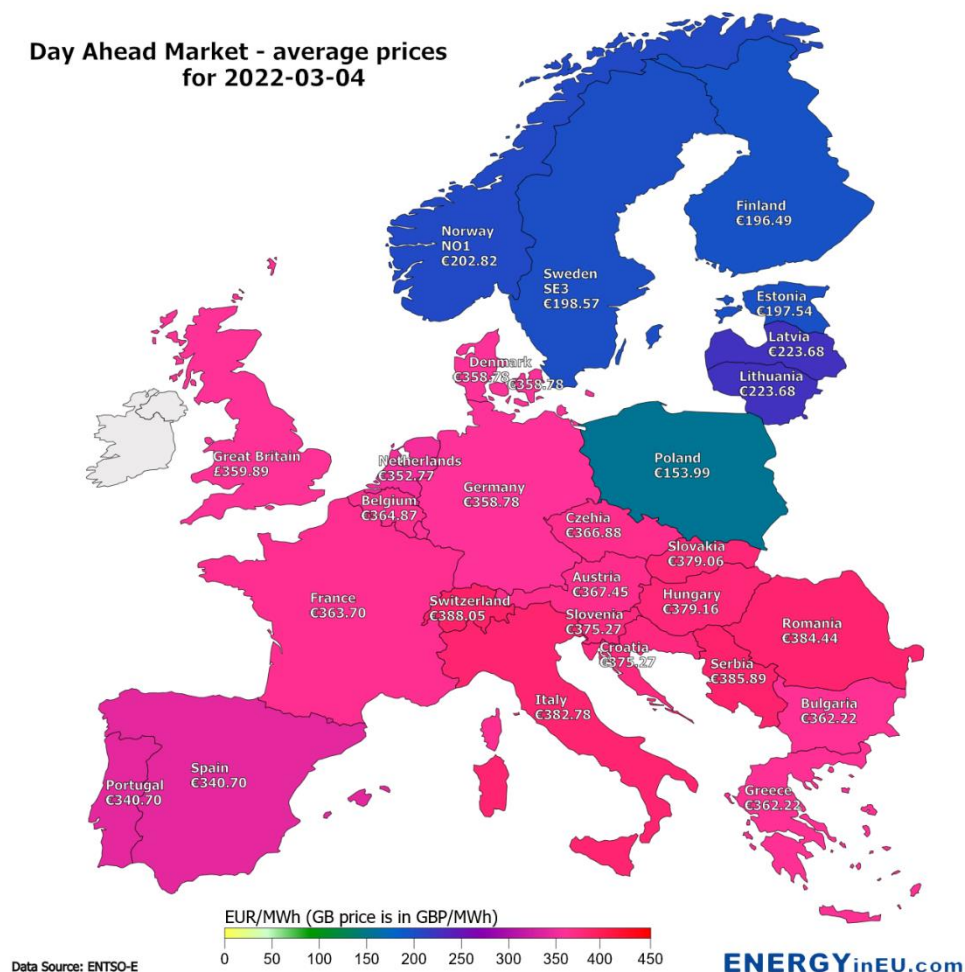 Day Ahead Market - average prices
for 2022-03-04
Finland
€196.49
Norway
NO1
€202.82
Sweden
SE3
€198.57
Estonia
€197.54
Latvia
€223.68
Lithuania
€223.68
Denmark
€358.78
€358.78
Great Britain
£359.89
Netherlands
€352.77
Belgium
€364.87
Germany
€358.78
Poland
€153.99
Czehia
€366.88
Slovakia
€379.06
Austria
€367.45
Hungary
€379.16
France
€363.70
Switzerland
€388.05
Slovenia
€375.27
Croatia
€375.27
Romania
€384.44
Serbia
€385.89
Italy
€382.78
Bulgaria
€362.22
Spain
€340.70
Portugal
€340.70
Greece
€362.22
EUR/MWh (GB price is in GBP/MWh)
0 50 100 150 200 250 300 350 400 450
Data Source: ENTSO-E
ENERGYinEU.com